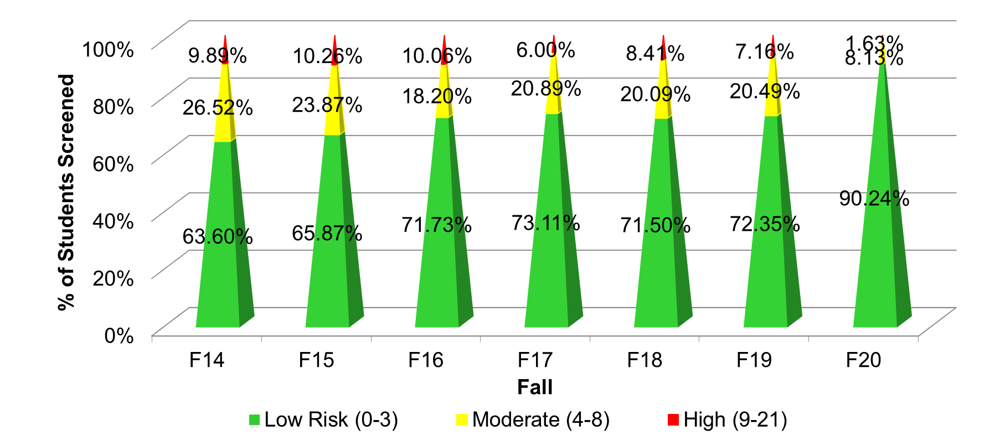 100%
80%
60%
40%
20%
0%
% of Students Screened
9.89% 10.26% 10.06% 6.00% 8.41% 7.16% 1.63%
8.13%
26.52% 23.87% 18.20% 20.89% 20.09% 20.49%
90.24%
63.60% 65.87% 71.73% 73.11% 71.50% 72.35%
F14 F15 F16 F17 F18 F19 F20
Fall
Low Risk (0-3) Moderate (4-8) High (9-21)